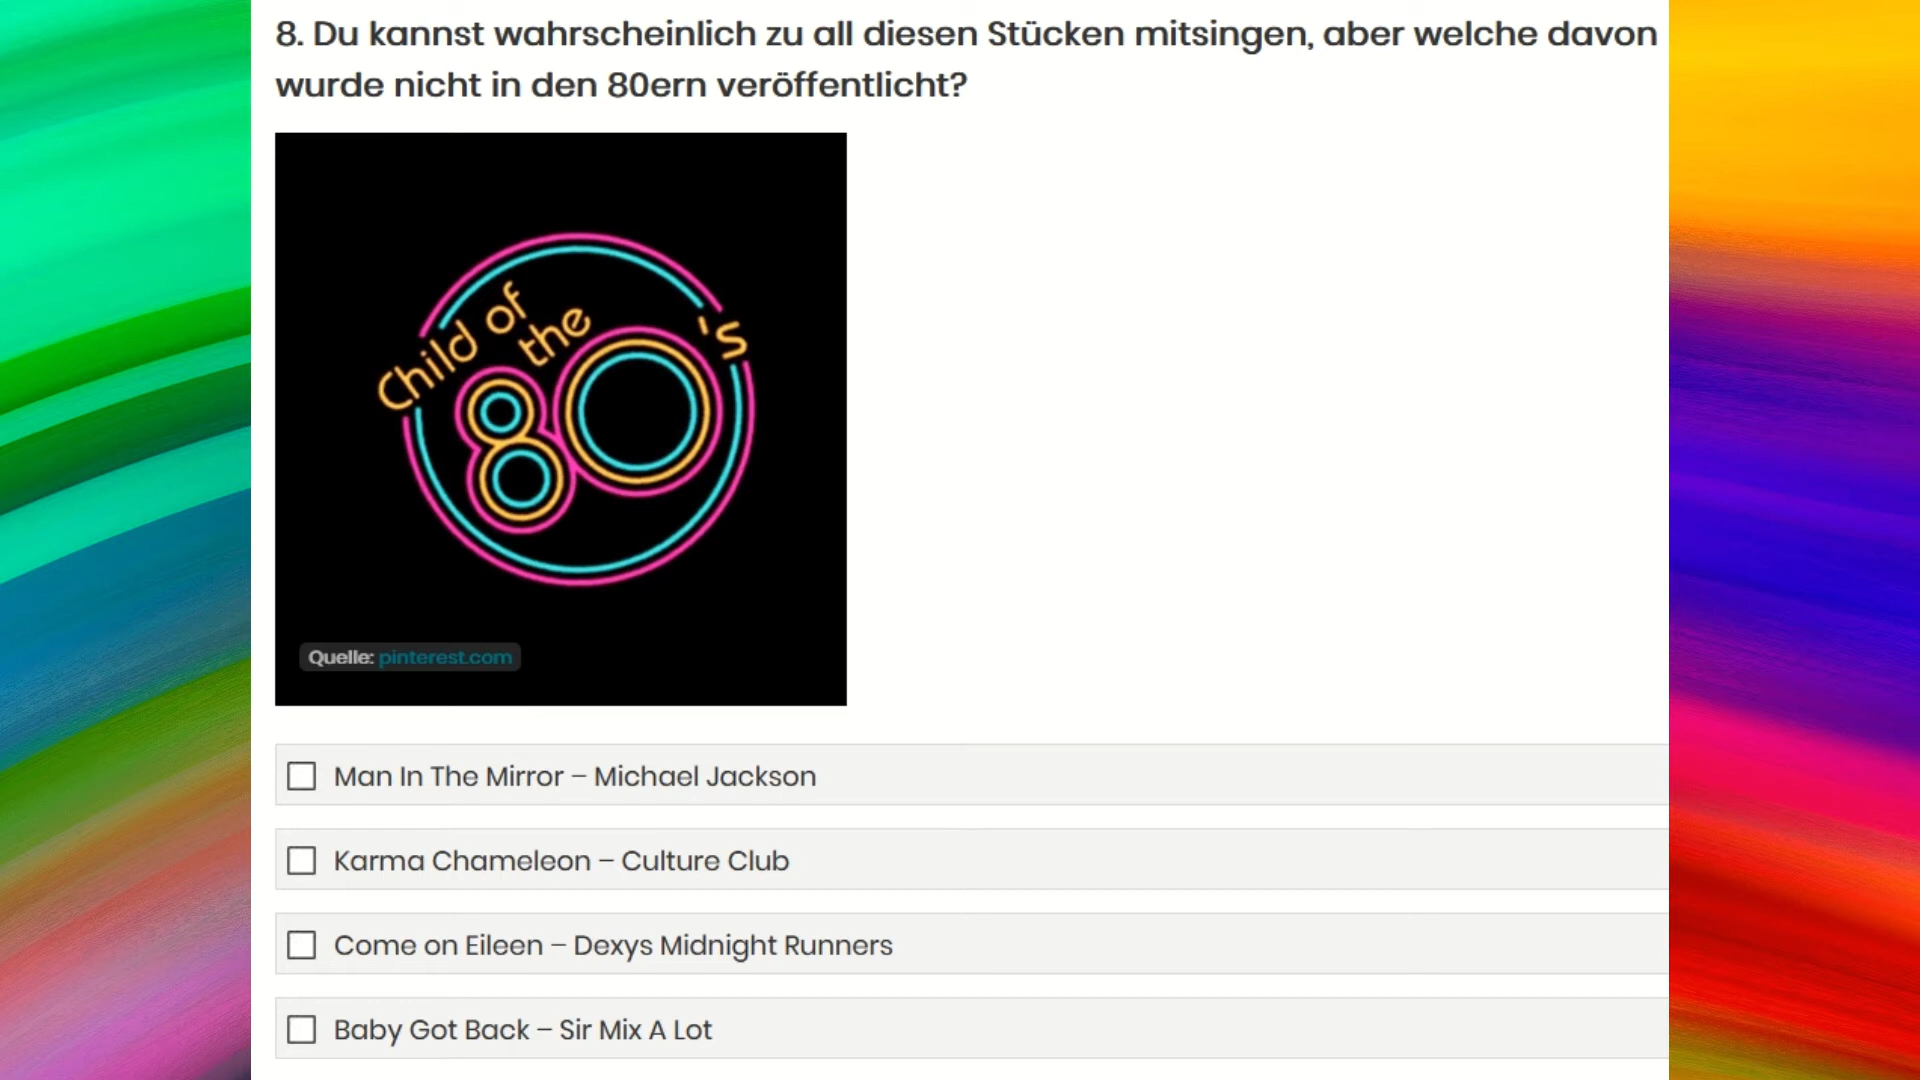 8. Du kannst wahrscheinlich zu all diesen Stücken mitsingen, aber welche davon
wurde nicht in den 80ern veröffentlicht?
Child of
the
80's
Quelle: pinterest.com
Man In The Mirror – Michael Jackson
Karma Chameleon – Culture Club
Come on Eileen – Dexys Midnight Runners
Baby Got Back – Sir Mix A Lot